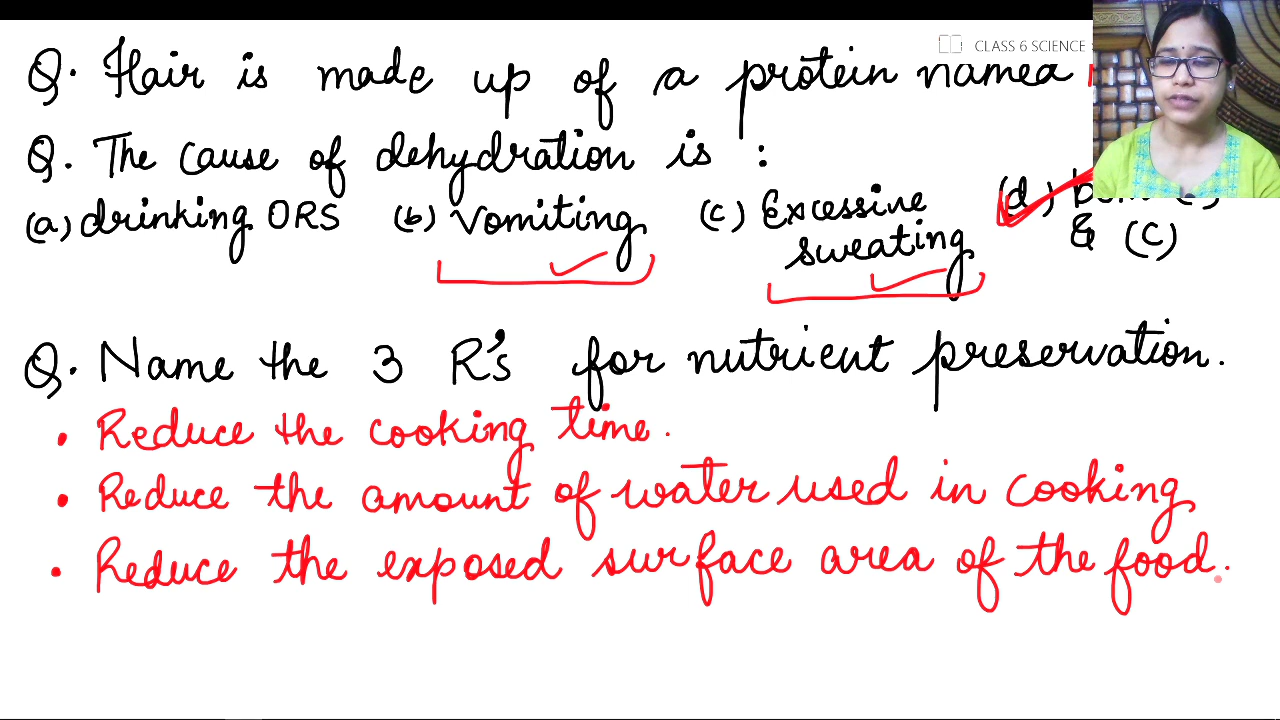 CLASS 6 SCIENCE
Q. Hair is made up of a protein named
Q. The cause of dehydration is :
(a) drinking ORS (b) Vomiting (c) Excessive sweating (d) & (c)
Q. Name the 3 R's for nutrient preservation.
• Reduce the cooking time.
• Reduce the amount of water used in cooking
• Reduce the exposed surface area of the food.